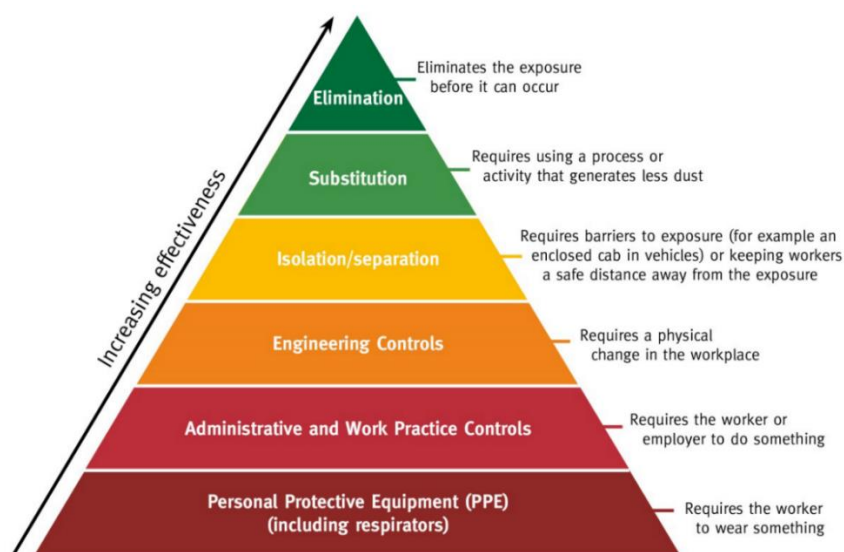 Increasing effectiveness
Elimination
Eliminates the exposure
before it can occur
Substitution
Requires using a process or
activity that generates less dust
Isolation/separation
Requires barriers to exposure (for example an
enclosed cab in vehicles) or keeping workers
a safe distance away from the exposure
Engineering Controls
Requires a physical
change in the workplace
Administrative and Work Practice Controls
Requires the worker or
employer to do something
Personal Protective Equipment (PPE)
(including respirators)
Requires the worker
to wear something